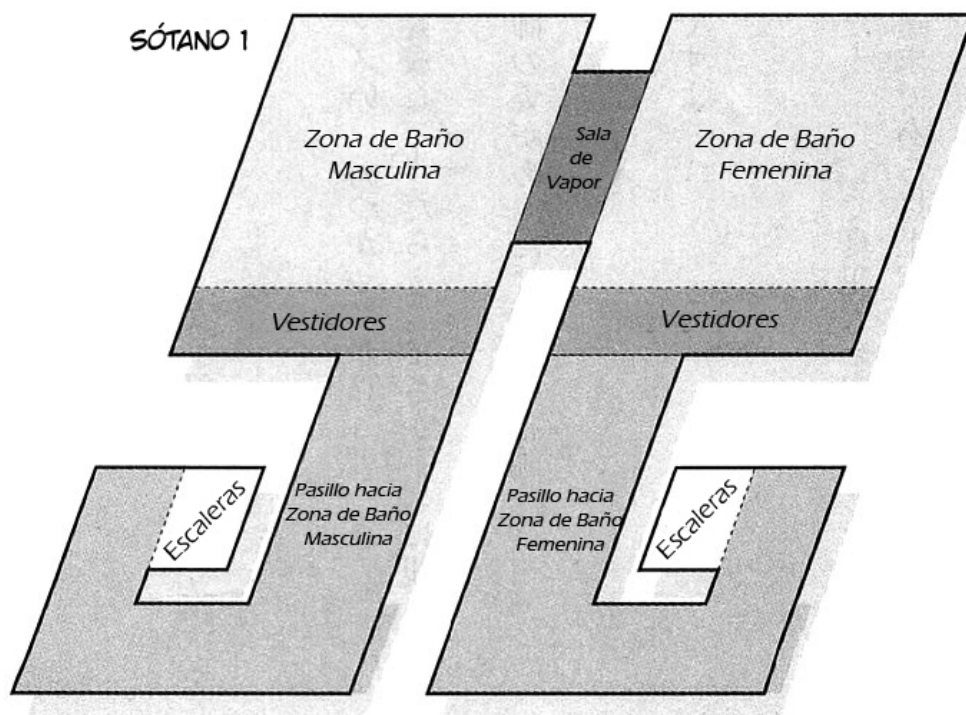 SÓTANO 1
Zona de Baño
Masculina
Sala
de
Vapor
Zona de Baño
Femenina
Vestidores
Vestidores
Escaleras
Pasillo hacia
Zona de Baño
Masculina
Pasillo hacia
Zona de Baño
Femenina
Escaleras